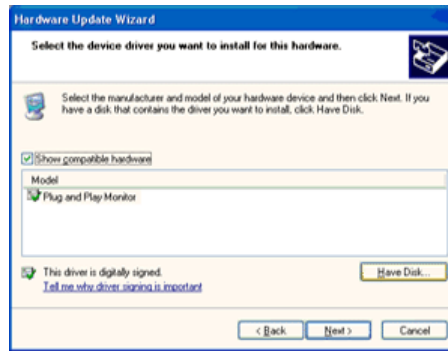 Hardware Update Wizard
Select the device driver you want to install for this hardware.
Select the manufacturer and model of your hardware device and then click Next. If you
have a disk that contains the driver you want to install, click Have Disk.
Show compatible hardware
Model
Plug and Play Monitor
This driver is digitally signed.
Tell me why driver signing is important
Have Disk...
< Back
Next >
Cancel